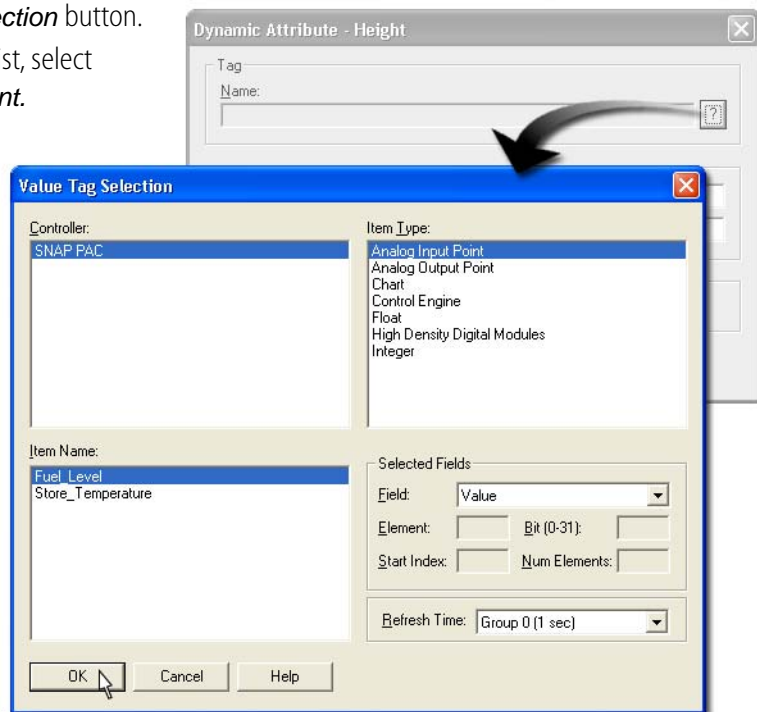 ection button.
st, select
nt.
Dynamic Attribute - Height
Tag
Name:
?
Value Tag Selection
Controller:
SNAP PAC
Item Type:
Analog Input Point
Analog Output Point
Chart
Control Engine
Float
High Density Digital Modules
Integer
Item Name:
Fuel_Level
Store_Temperature
Selected Fields
Field: Value
Element: Bit (0-31):
Start Index: Num Elements:
Refresh Time: Group 0 (1 sec)
OK Cancel Help